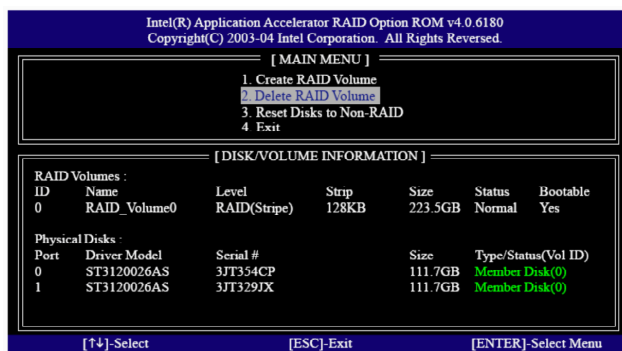 Intel(R) Application Accelerator RAID Option ROM v4.0.6180
Copyright(C) 2003-04 Intel Corporation. All Rights Reversed.
[ MAIN MENU ]
1. Create RAID Volume
2. Delete RAID Volume
3. Reset Disks to Non-RAID
4 Exit
[ DISK/VOLUME INFORMATION ]
RAID Volumes :
ID Name Level Strip Size Status Bootable
0 RAID_Volume0 RAID(Stripe) 128KB 223.5GB Normal Yes
Physical Disks :
Port Driver Model Serial # Size Type/Status(Vol ID)
0 ST3120026AS 3JT354CP 111.7GB Member Disk(0)
1 ST3120026AS 3JT329JX 111.7GB Member Disk(0)
[↑↓]-Select [ESC]-Exit [ENTER]-Select Menu